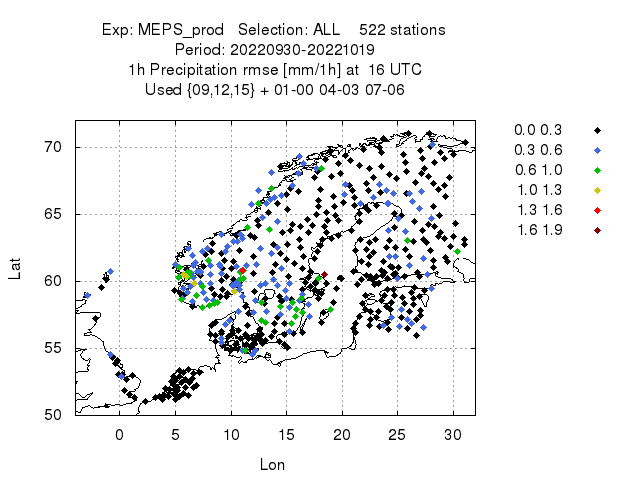 Exp: MEPS_prod Selection: ALL 522 stations
Period: 20220930-20221019
1h Precipitation rmse [mm/1h] at 16 UTC
Used {09,12,15} + 01-00 04-03 07-06
0.0 0.3
0.3 0.6
0.6 1.0
1.0 1.3
1.3 1.6
1.6 1.9
Lat
70
65
60
55
50
0 5 10 15 20 25 30
Lon